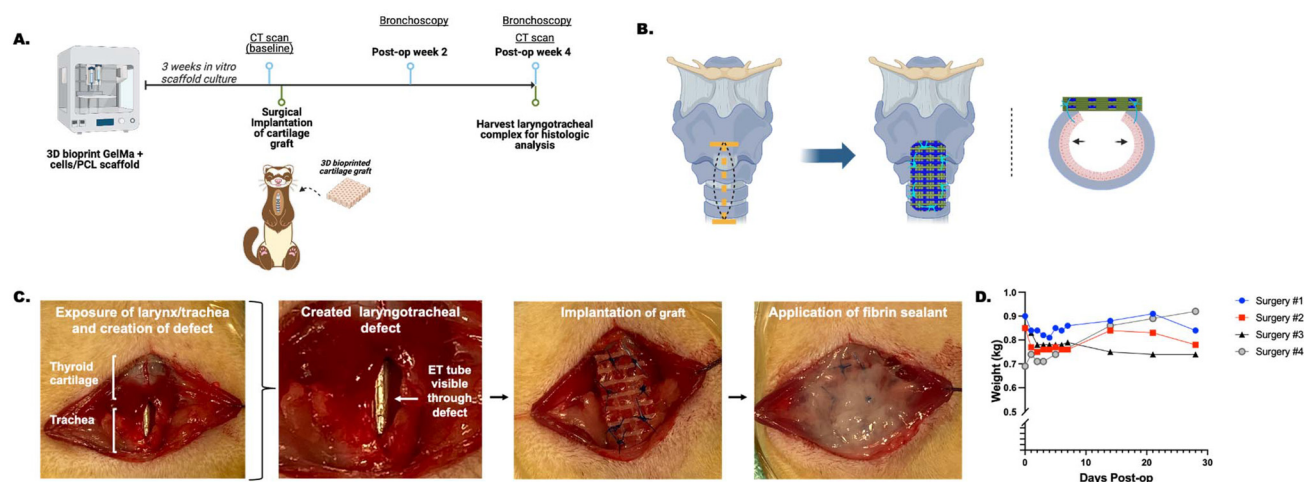 A.
3D bioprint GelMa +
cells/PCL scaffold
3 weeks in vitro
scaffold culture
CT scan
(baseline)
Surgical
Implantation
of cartilage
graft
3D bioprinted
cartilage graft
Bronchoscopy
Post-op week 2
Bronchoscopy
CT scan
Post-op week 4
Harvest laryngotracheal
complex for histologic
analysis
B.
C.
Exposure of larynx/trachea
and creation of defect
Thyroid
cartilage
Trachea
Created laryngotracheal
defect
ET tube
visible
through
defect
Implantation of graft
Application of fibrin sealant
D.
Weight (kg)
1.0
0.9
0.8
0.7
0.6
0.5
0
10
20
30
Days Post-op
Surgery #1
Surgery #2
Surgery #3
Surgery #4